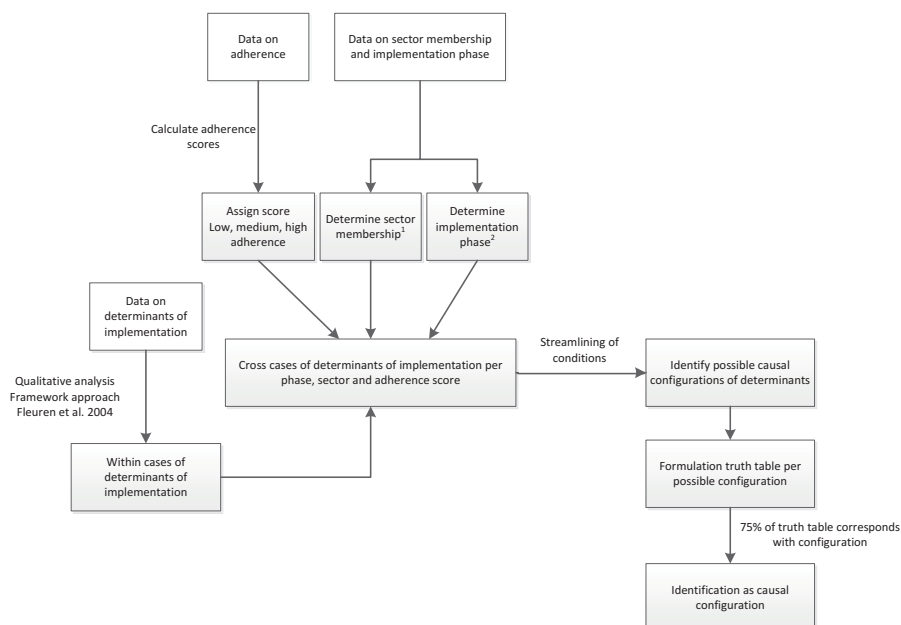 Data on
adherence
Data on sector membership
and implementation phase
Calculate adherence
scores
Assign score
Low, medium, high
adherence
Determine sector
membership¹
Determine
implementation
phase²
Data on
determinants of
implementation
Cross cases of determinants of implementation per
phase, sector and adherence score
Streamlining of
conditions
Identify possible causal
configurations of determinants
Qualitative analysis
Framework approach
Fleuren et al. 2004
Within cases of
determinants of
implementation
Formulation truth table per
possible configuration
75% of truth table corresponds
with configuration
Identification as causal
configuration